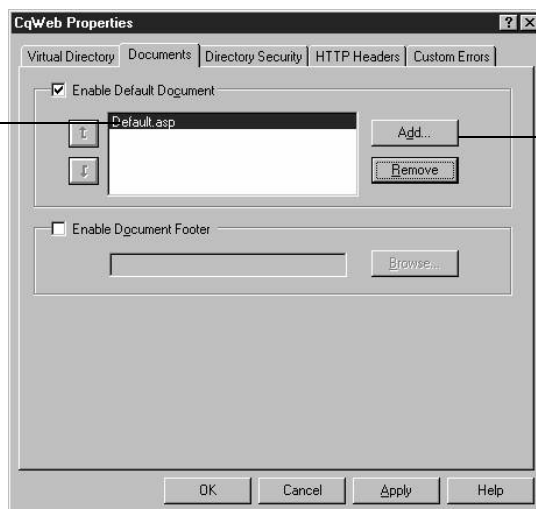 CqWeb Properties
Virtual Directory Documents Directory Security HTTP Headers Custom Errors
Enable Default Document
Default.asp
Add...
Remove
Enable Document Footer
Browse...
OK Cancel Apply Help